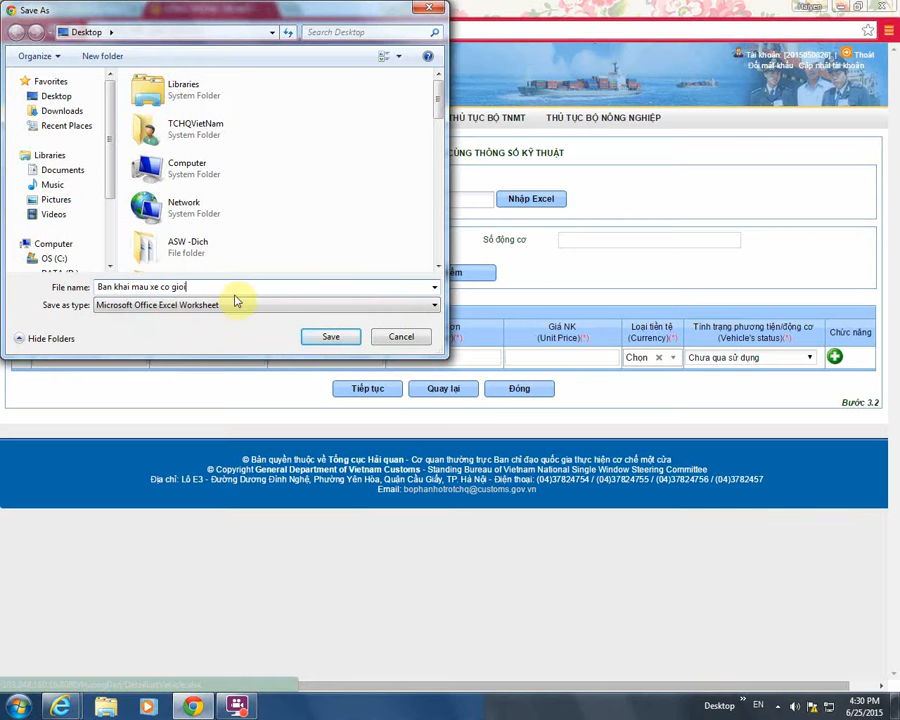 Save As
Haiyen
Desktop
Search Desktop
Tài khoản: (2015050826)
Thoát
Đổi mật khẩu
Cập nhật tài khoản
Organize
New folder
Favorites
Desktop
Downloads
Recent Places
Libraries
Documents
Music
Pictures
Videos
Computer
OS (C:)
Libraries
System Folder
TCHQVietNam
System Folder
Computer
System Folder
Network
System Folder
ASW -Dich
File folder
File name:
Ban khai mau xe co gioi
Save as type:
Microsoft Office Excel Worksheet
Hide Folders
Save
Cancel
THỦ TỤC BỘ TNMT
THỦ TỤC BỘ NÔNG NGHIỆP
CÙNG THÔNG SỐ KỸ THUẬT
Nhập Excel
Số động cơ
Giá NK
(Unit Price)(*)
Loại tiền tệ
(Currency)(*)
Tình trạng phương tiện/động cơ
(Vehicle's status)(*)
Chức năng
Chọn
Chưa qua sử dụng
Tiếp tục
Quay lại
Đóng
Bước 3.2
© Bản quyền thuộc về Tổng cục Hải quan - Cơ quan thường trực Ban chỉ đạo quốc gia thực hiện cơ chế một cửa
© Copyright General Department of Vietnam Customs - Standing Bureau of Vietnam National Single Window Steering Committee
Địa chỉ: Lô E3 - Đường Dương Đình Nghệ, Phường Yên Hòa, Quận Cầu Giấy, TP. Hà Nội - Điện thoại: (04)37824754 / (04)37824755 / (04)37824756 / (04)3782457
Email: bophanhotrotchq@customs.gov.vn
Desktop
EN
4:30 PM
6/25/2015